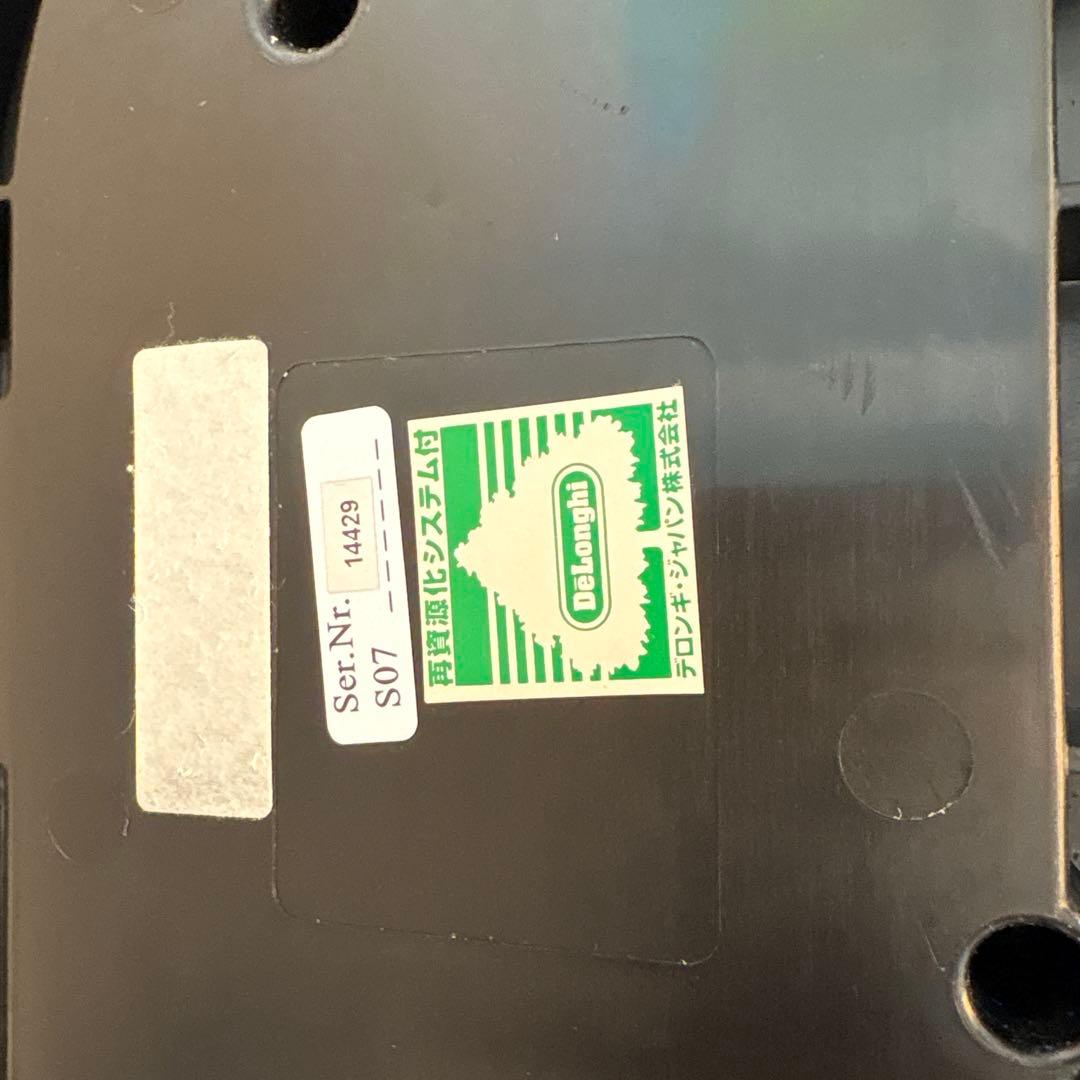 Ser.Nr. 14429
S07 _ _ _ _ _ _
再資源化システム付
DēLonghi
デロンギ・ジャパン株式会社